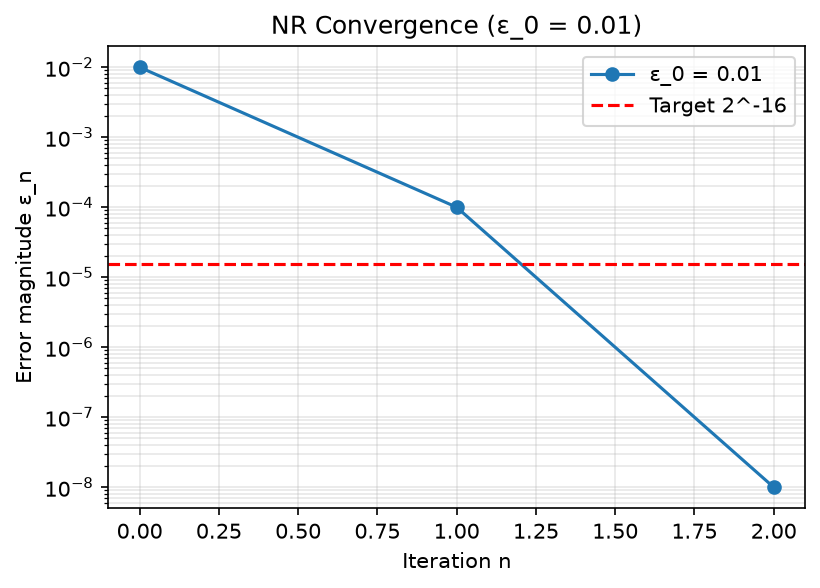 NR Convergence (ε_0 = 0.01)
ε_0 = 0.01
Target 2^-16
Error magnitude ε_n
10⁻²
10⁻³
10⁻⁴
10⁻⁵
10⁻⁶
10⁻⁷
10⁻⁸
0.00 0.25 0.50 0.75 1.00 1.25 1.50 1.75 2.00
Iteration n